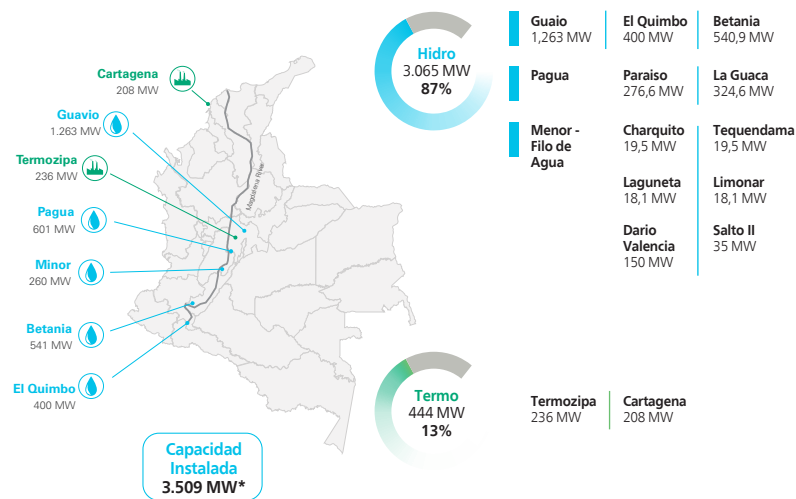 Cartagena
208 MW
Guavio
1.263 MW
Termozipa
236 MW
Pagua
601 MW
Minor
260 MW
Betania
541 MW
El Quimbo
400 MW
Magdalena River
Capacidad
Instalada
3.509 MW*
Hidro
3.065 MW
87%
Guaio
1,263 MW
El Quimbo
400 MW
Betania
540,9 MW
Pagua
Paraiso
276,6 MW
La Guaca
324,6 MW
Menor -
Filo de
Agua
Charquito
19,5 MW
Tequendama
19,5 MW
Laguneta
18,1 MW
Limonar
18,1 MW
Dario
Valencia
150 MW
Salto II
35 MW
Termo
444 MW
13%
Termozipa
236 MW
Cartagena
208 MW